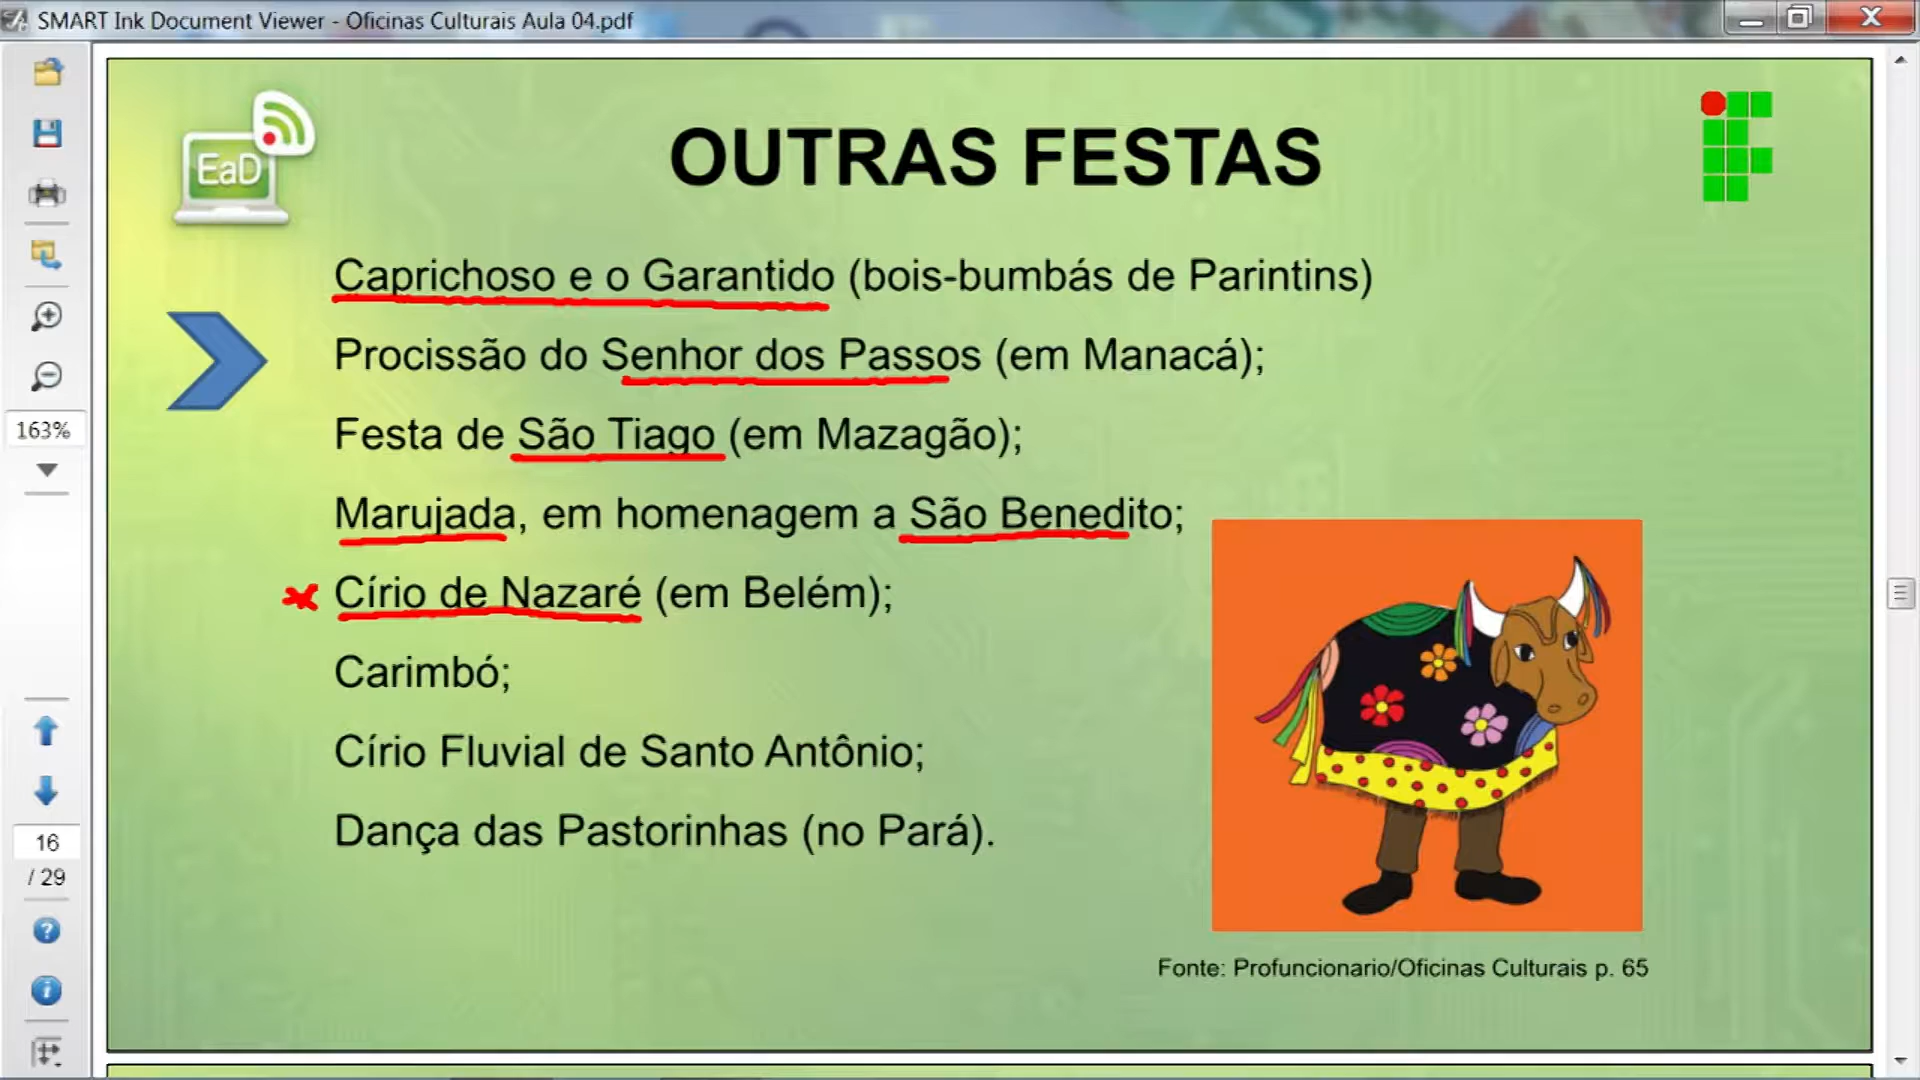 SMART Ink Document Viewer - Oficinas Culturais Aula 04.pdf
EaD
OUTRAS FESTAS
Caprichoso e o Garantido (bois-bumbás de Parintins)
Procissão do Senhor dos Passos (em Manacá);
Festa de São Tiago (em Mazagão);
Marujada, em homenagem a São Benedito;
Círio de Nazaré (em Belém);
Carimbó;
Círio Fluvial de Santo Antônio;
Dança das Pastorinhas (no Pará).
Fonte: Profuncionario/Oficinas Culturais p. 65
163%
16
/ 29